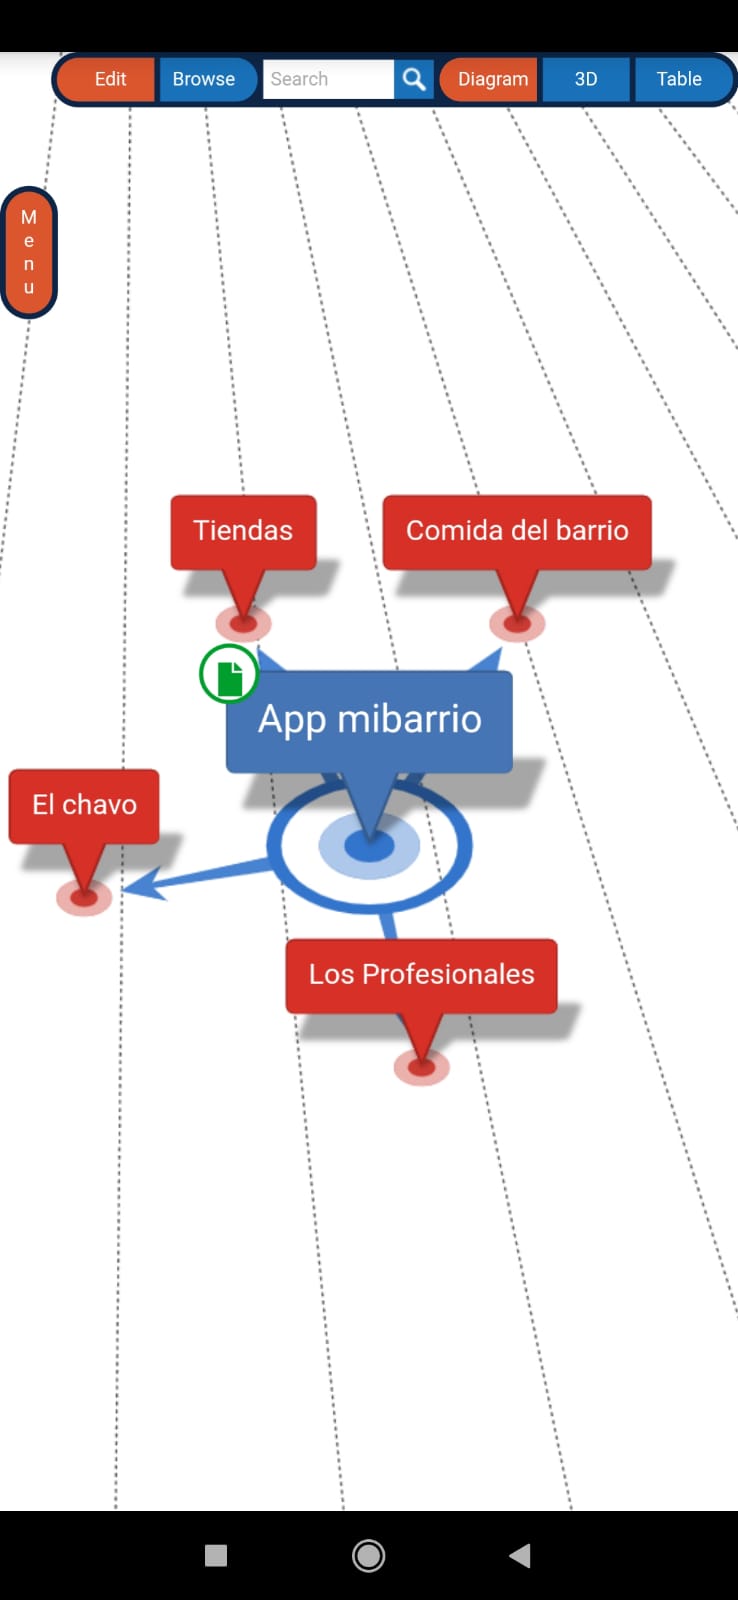 Edit Browse Search Diagram 3D Table
Menu
Tiendas
Comida del barrio
App mibarrio
El chavo
Los Profesionales